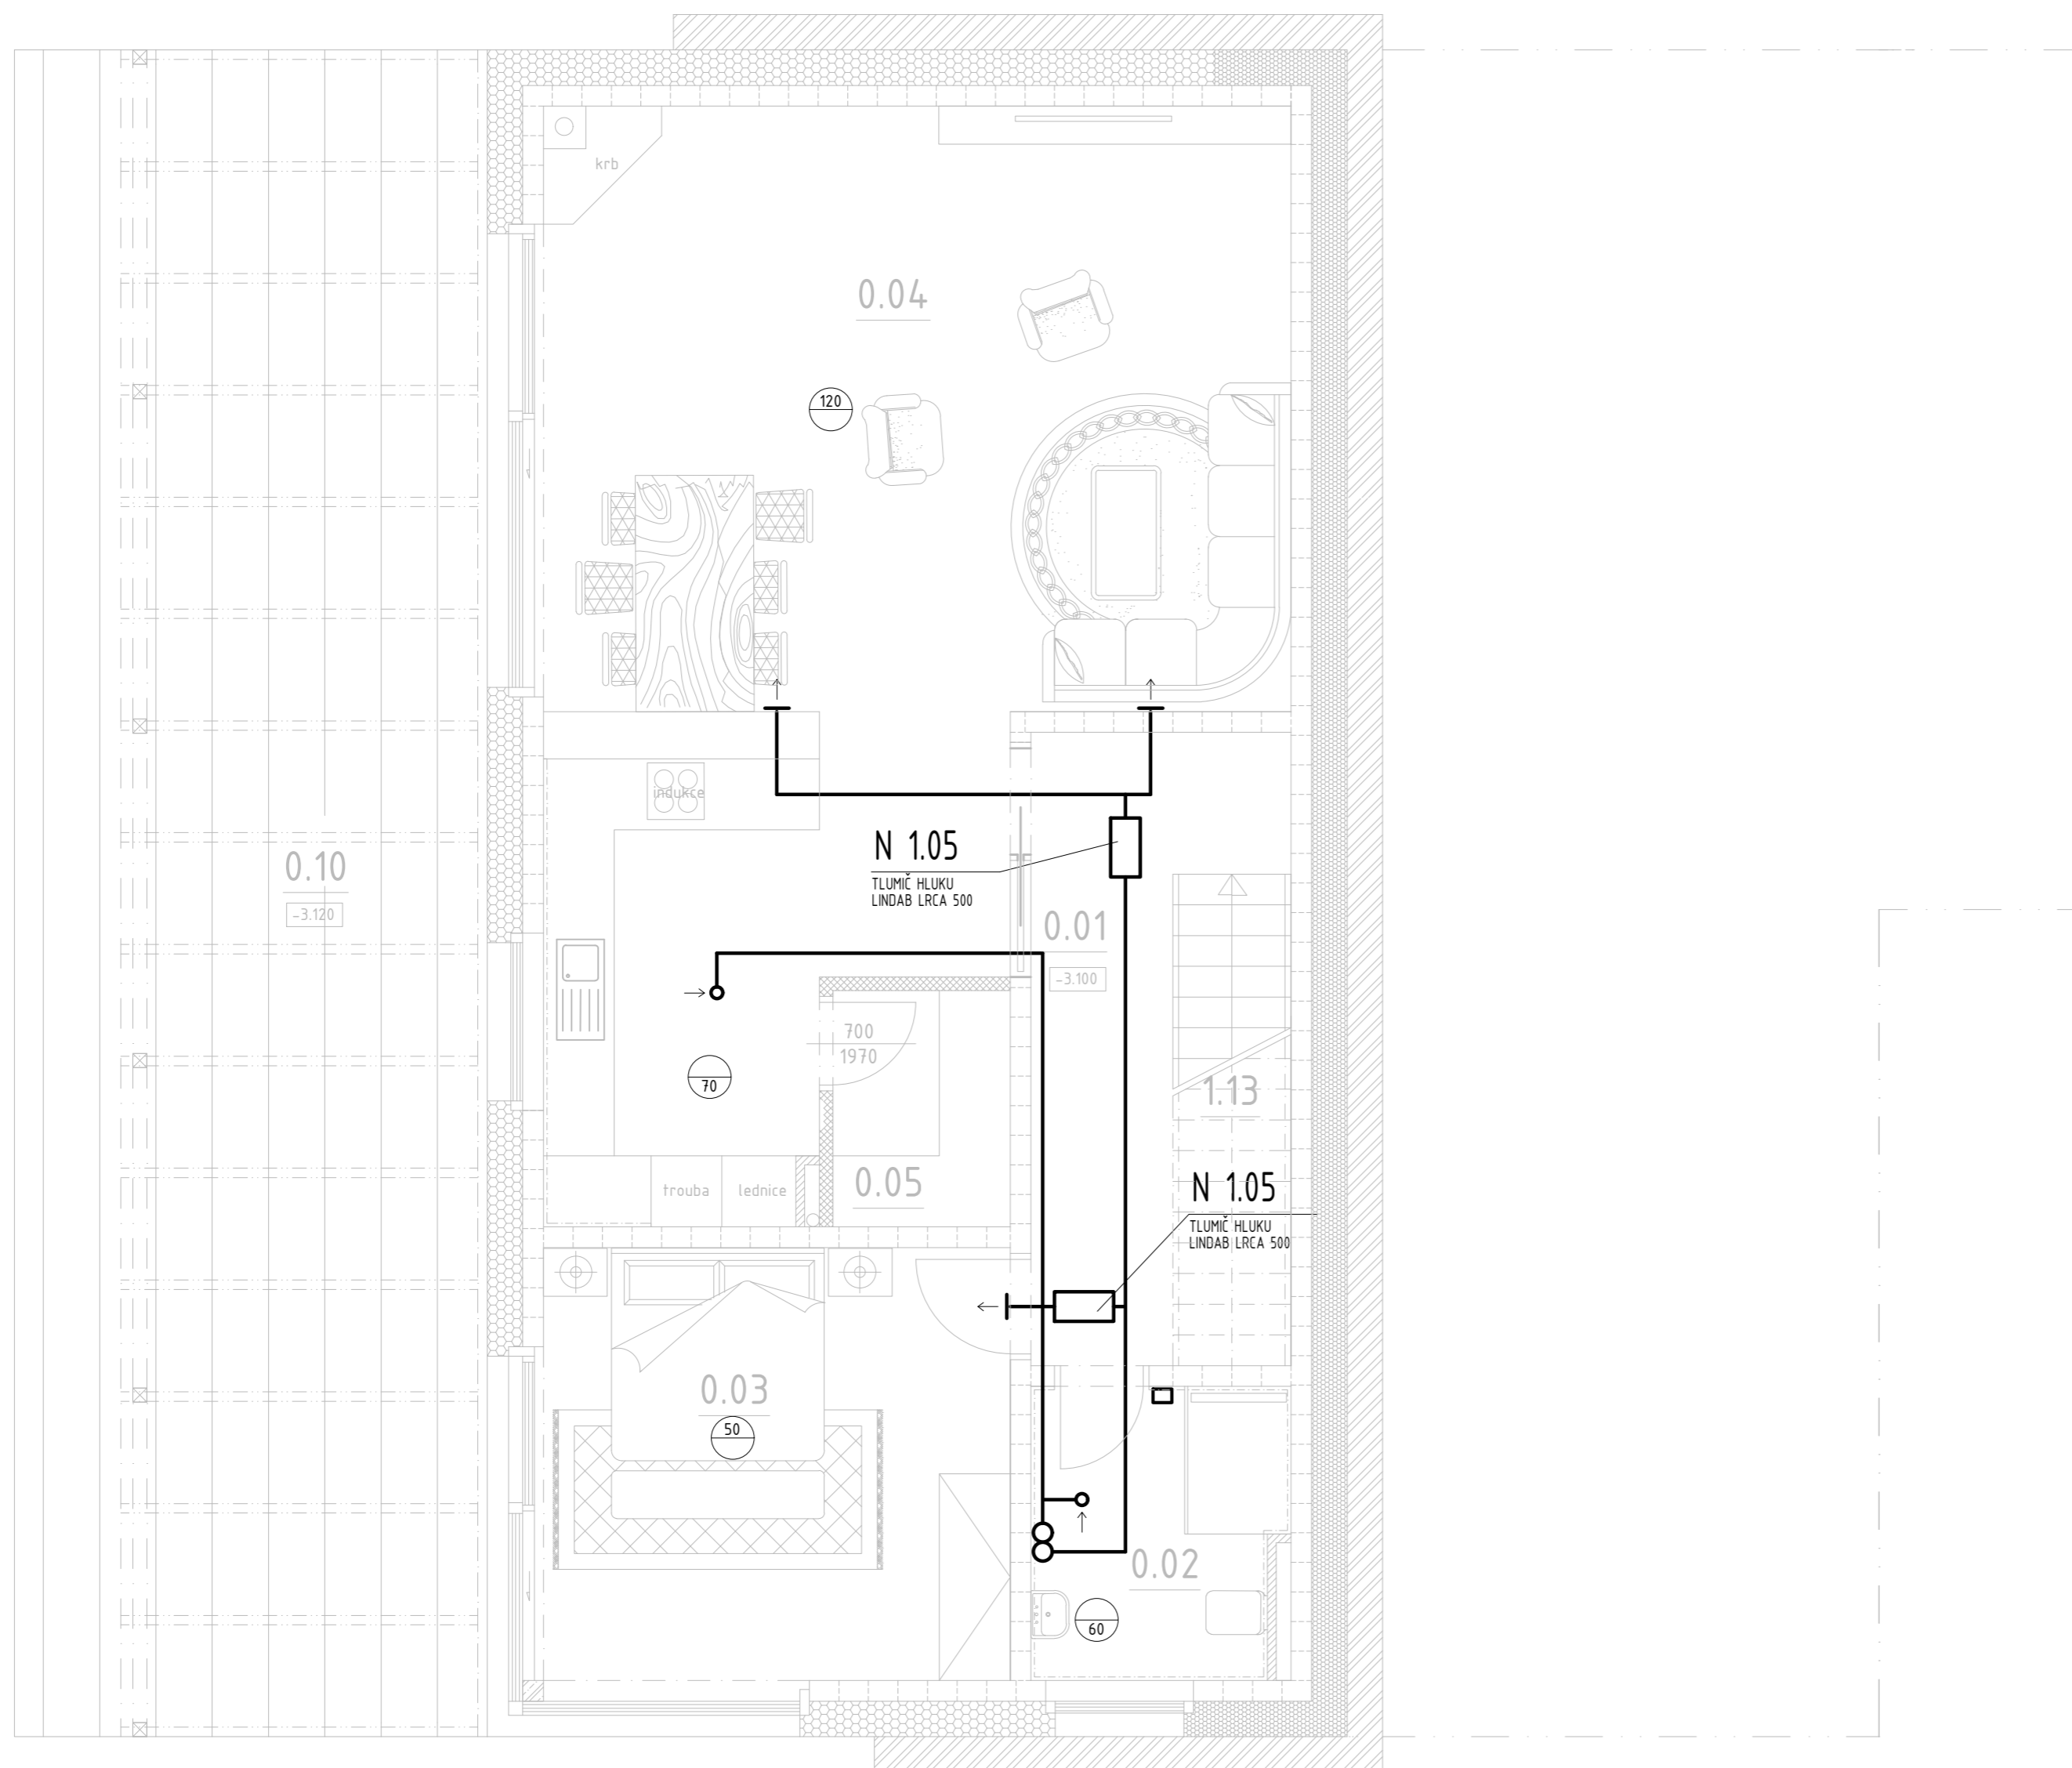 krb
0.04
120
indukce
N 1.05
TLUMIČ HLUKU
LINDAB LRCA 500
0.10
-3.120
0.01
-3.100
700
1970
70
1.13
trouba
lednice
0.05
N 1.05
TLUMIČ HLUKU
LINDAB LRCA 500
0.03
50
0.02
60